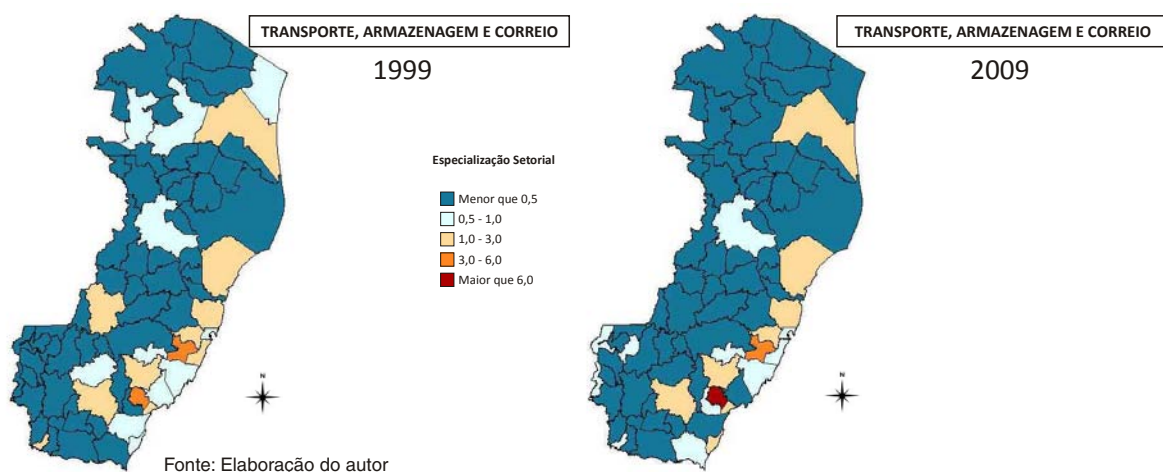 TRANSPORTE, ARMAZENAGEM E CORREIO
1999
TRANSPORTE, ARMAZENAGEM E CORREIO
2009
Especialização Setorial
Menor que 0,5
0,5 - 1,0
1,0 - 3,0
3,0 - 6,0
Maior que 6,0
N
N
Fonte: Elaboração do autor